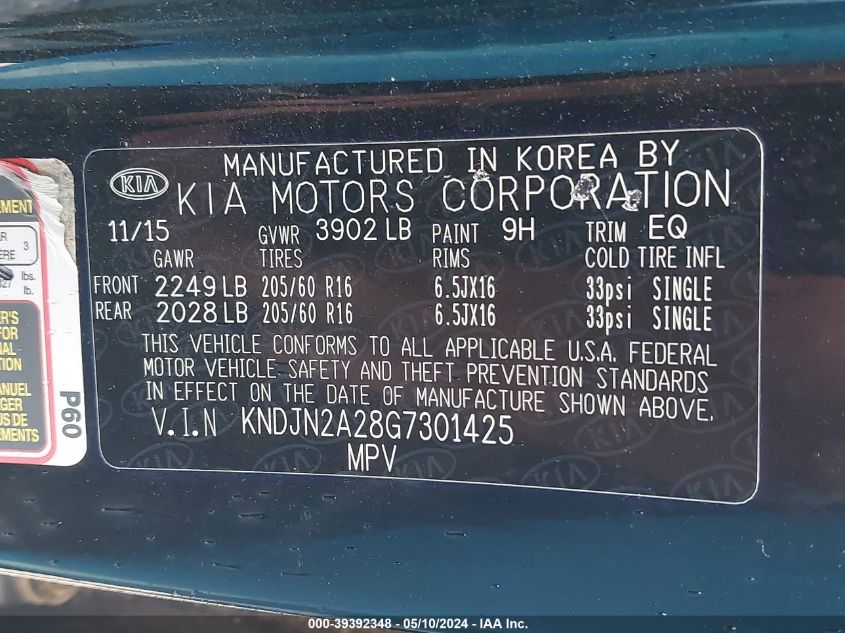 KIA
MANUFACTURED IN KOREA BY
KIA MOTORS CORPORATION
11/15 GVWR 3902 LB PAINT 9H TRIM EQ
GAWR TIRES RIMS COLD TIRE INFL
FRONT 2249 LB 205/60 R16 6.5JX16 33psi SINGLE
REAR 2028 LB 205/60 R16 6.5JX16 33psi SINGLE
THIS VEHICLE CONFORMS TO ALL APPLICABLE U.S.A. FEDERAL
MOTOR VEHICLE SAFETY AND THEFT PREVENTION STANDARDS
IN EFFECT ON THE DATE OF MANUFACTURE SHOWN ABOVE.
V.I.N KNDJN2A28G7301425
MPV
3
lbs.
lb.
P60
000-39392348 - 05/10/2024 - IAA Inc.